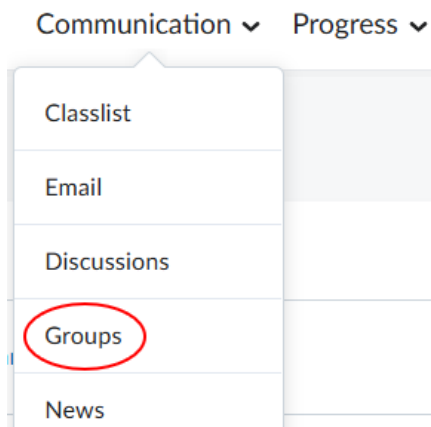 Communication Progress
Classlist
Email
Discussions
Groups
News